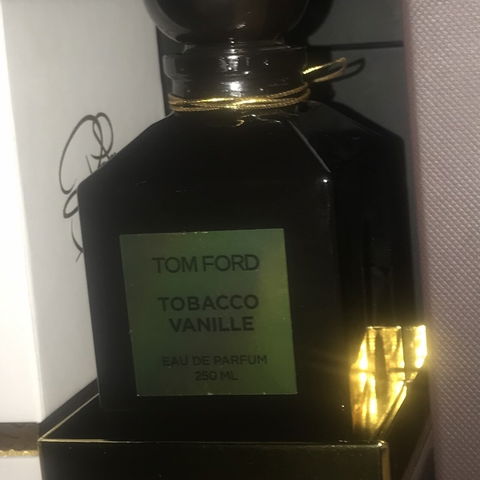 TOM FORD
TOBACCO
VANILLE
EAU DE PARFUM
250 ML